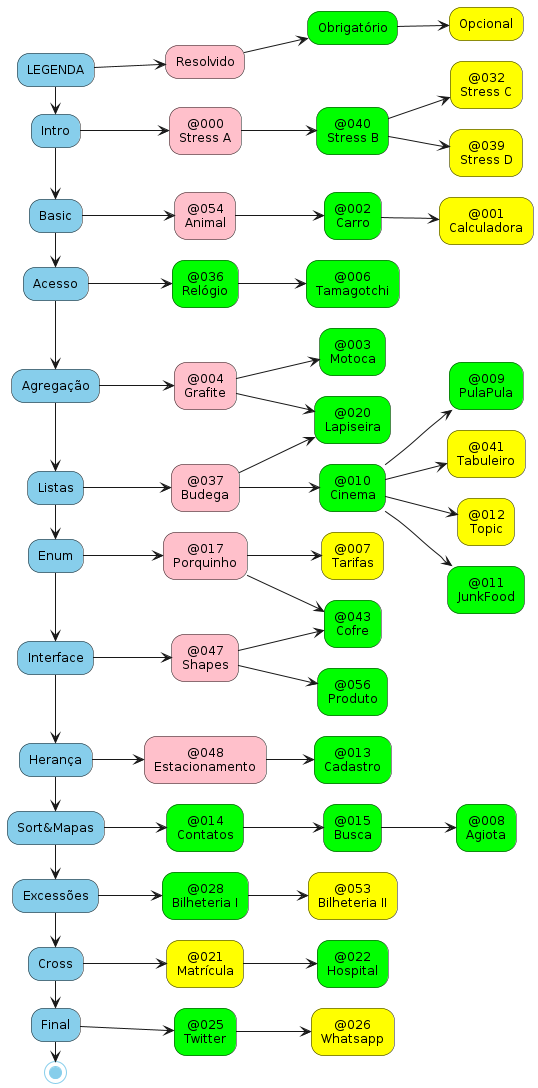 LEGENDA
Resolvido
Obrigatório
Opcional
Intro
@000
Stress A
@040
Stress B
@032
Stress C
@039
Stress D
Basic
@054
Animal
@002
Carro
@001
Calculadora
Acesso
@036
Relógio
@006
Tamagotchi
Agregação
@004
Grafite
@003
Motoca
@020
Lapiseira
Listas
@037
Budega
@010
Cinema
@009
PulaPula
@041
Tabuleiro
@012
Topic
@011
JunkFood
Enum
@017
Porquinho
@007
Tarifas
@043
Cofre
Interface
@047
Shapes
@056
Produto
Herança
@048
Estacionamento
@013
Cadastro
Sort&Mapas
@014
Contatos
@015
Busca
@008
Agiota
Excessões
@028
Bilheteria I
@053
Bilheteria II
Cross
@021
Matrícula
@022
Hospital
Final
@025
Twitter
@026
Whatsapp